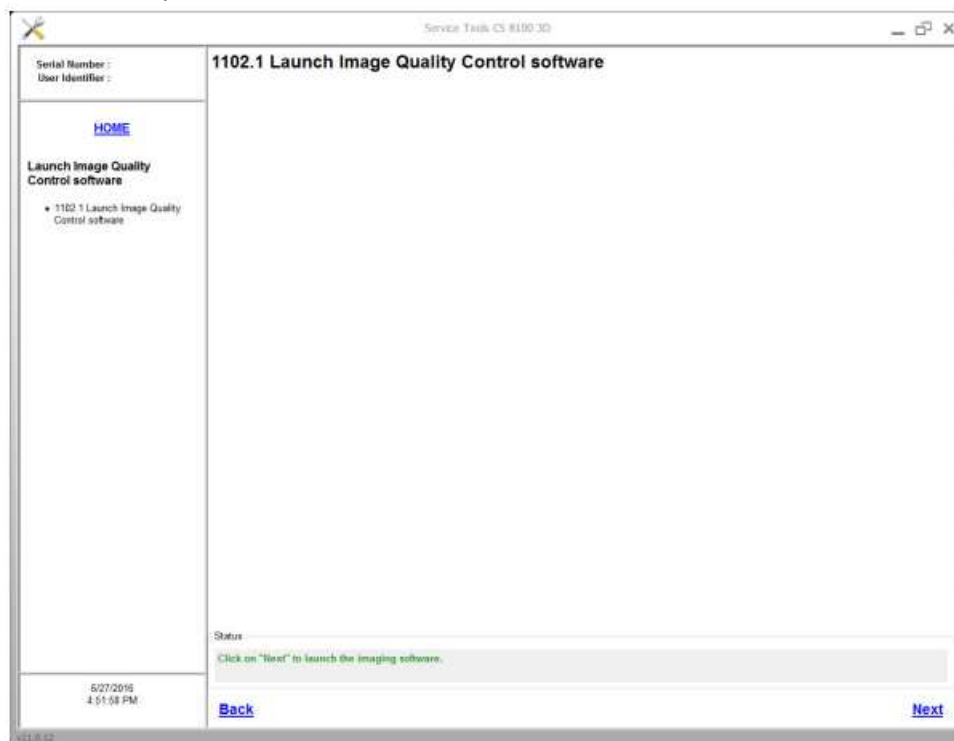 Service Tools CS 8100 3D
Serial Number :
User Identifier :
HOME
Launch Image Quality
Control software
1102.1 Launch Image Quality
Control software
1102.1 Launch Image Quality Control software
Status
Click on "Next" to launch the imaging software.
6/27/2016
4:51:58 PM
Back
Next